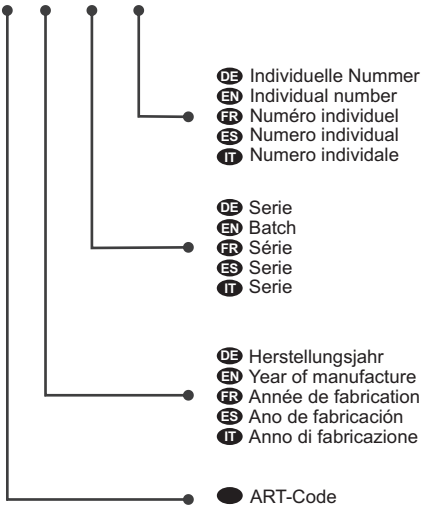 DE Individuelle Nummer
EN Individual number
FR Numéro individuel
ES Numero individual
IT Numero individale
DE Serie
EN Batch
FR Série
ES Serie
IT Serie
DE Herstellungsjahr
EN Year of manufacture
FR Année de fabrication
ES Ano de fabricación
IT Anno di fabricazione
ART-Code